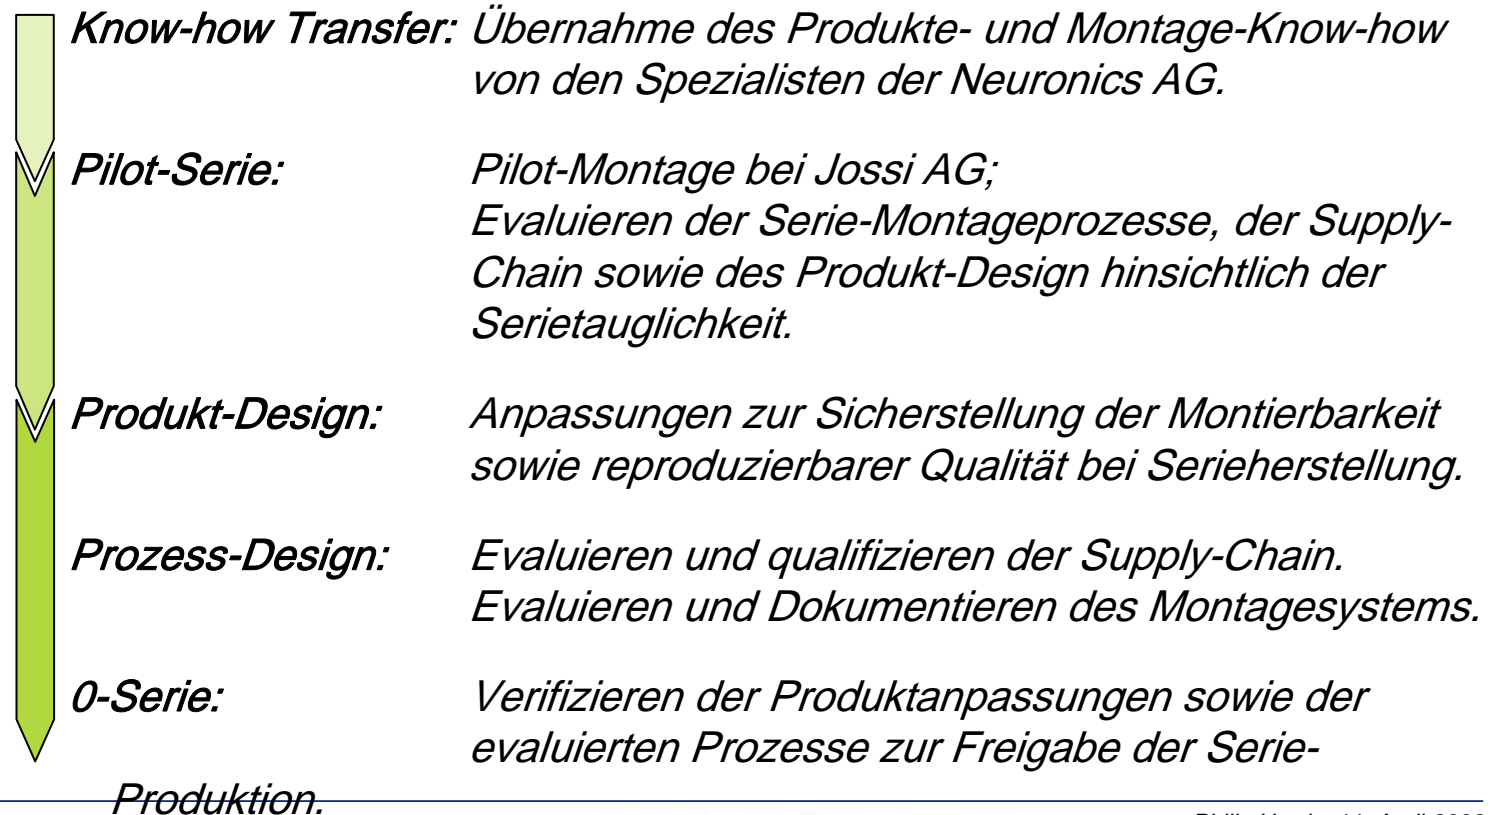 Know-how Transfer: Übernahme des Produkte- und Montage-Know-how
von den Spezialisten der Neuronics AG.
Pilot-Serie: Pilot-Montage bei Jossi AG;
Evaluieren der Serie-Montageprozesse, der Supply-
Chain sowie des Produkt-Design hinsichtlich der
Serietauglichkeit.
Produkt-Design: Anpassungen zur Sicherstellung der Montierbarkeit
sowie reproduzierbarer Qualität bei Serieherstellung.
Prozess-Design: Evaluieren und qualifizieren der Supply-Chain.
Evaluieren und Dokumentieren des Montagesystems.
0-Serie: Verifizieren der Produktanpassungen sowie der
evaluierten Prozesse zur Freigabe der Serie-
Produktion.